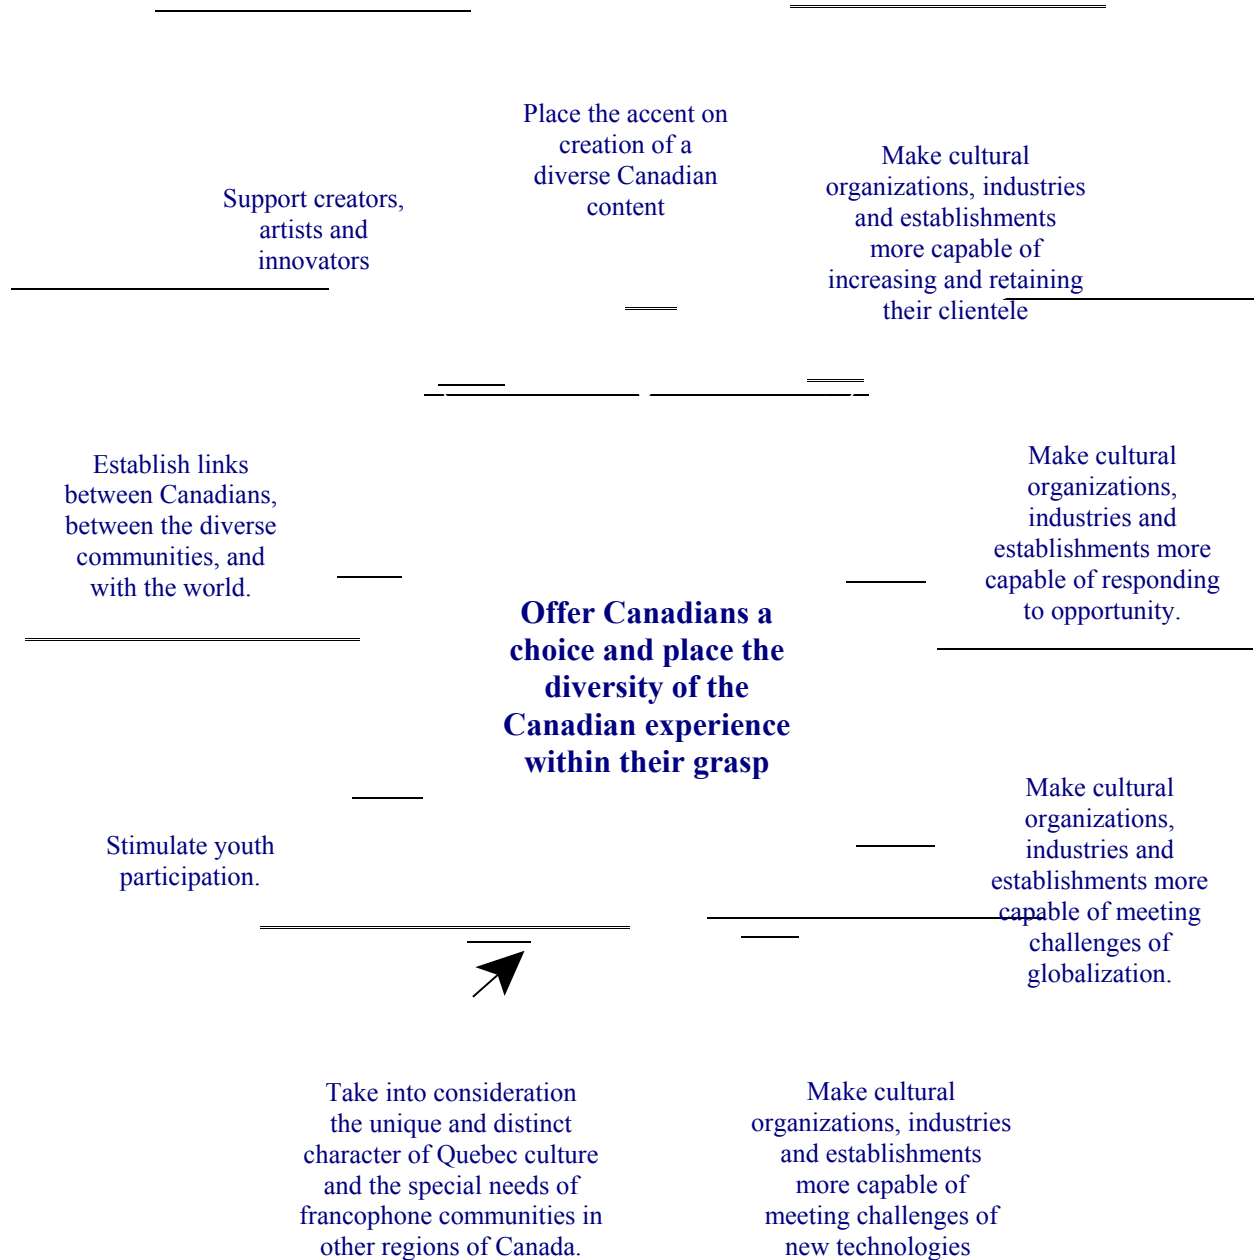 Place the accent on
creation of a
diverse Canadian
content
Support creators,
artists and
innovators
Make cultural
organizations, industries
and establishments
more capable of
increasing and retaining
their clientele
Establish links
between Canadians,
between the diverse
communities, and
with the world.
Make cultural
organizations,
industries and
establishments more
capable of responding
to opportunity.
Offer Canadians a
choice and place the
diversity of the
Canadian experience
within their grasp
Stimulate youth
participation.
Make cultural
organizations,
industries and
establishments more
capable of meeting
challenges of
globalization.
Take into consideration
the unique and distinct
character of Quebec culture
and the special needs of
francophone communities in
other regions of Canada.
Make cultural
organizations, industries
and establishments
more capable of
meeting challenges of
new technologies